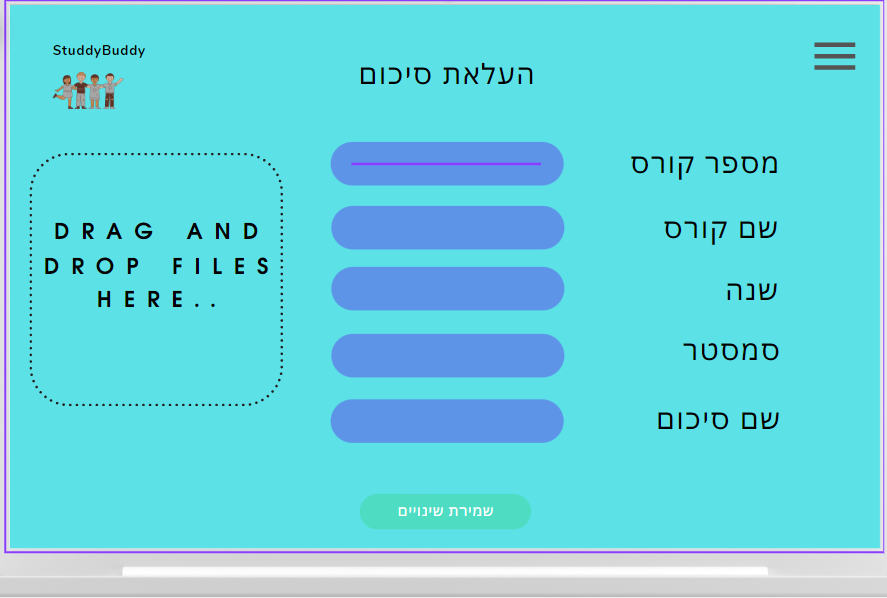 StuddyBuddy
העלאת סיכום
מספר קורס
שם קורס
שנה
סמסטר
שם סיכום
DRAG AND
DROP FILES
HERE..
שמירת שינויים